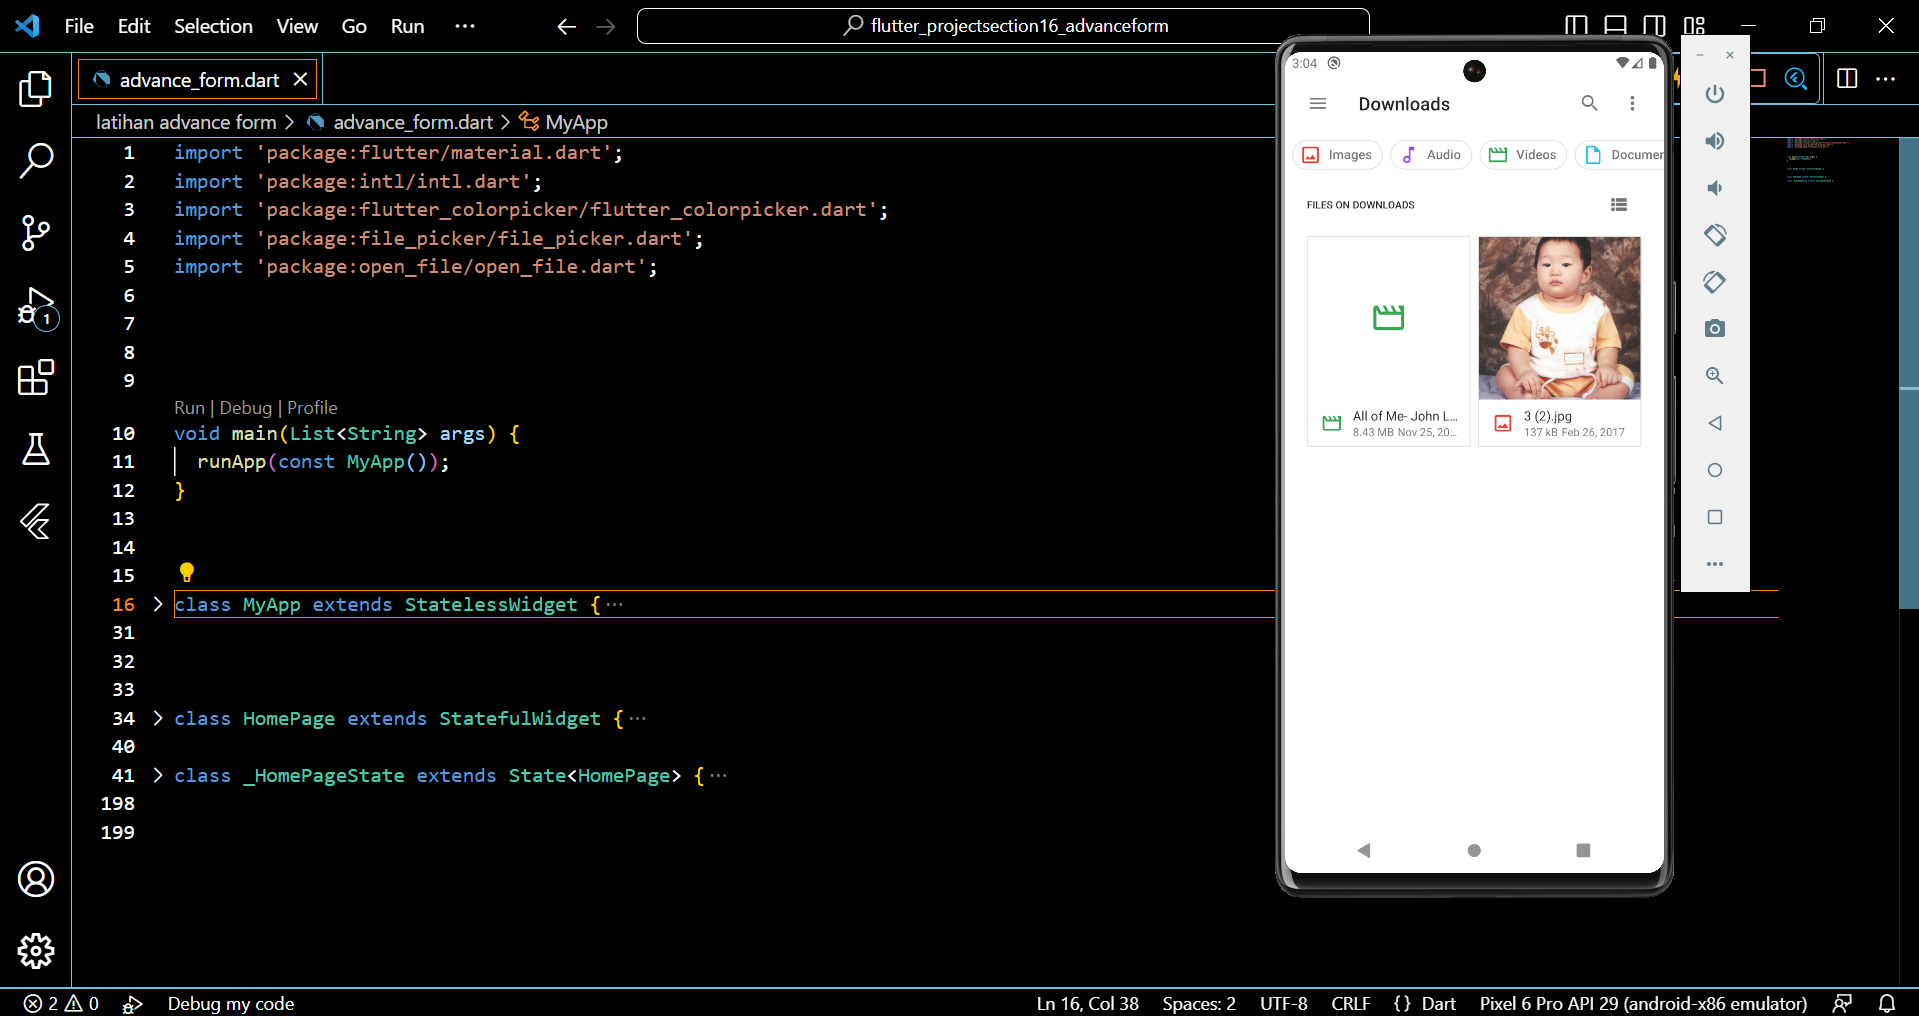 File Edit Selection View Go Run ··· flutter_projectsection16_advanceform
advance_form.dart
latihan advance form > advance_form.dart > MyApp
1 import 'package:flutter/material.dart';
2 import 'package:intl/intl.dart';
3 import 'package:flutter_colorpicker/flutter_colorpicker.dart';
4 import 'package:file_picker/file_picker.dart';
5 import 'package:open_file/open_file.dart';
6
7
8
9
Run | Debug | Profile
10 void main(List<String> args) {
11 runApp(const MyApp());
12 }
13
14
15
16 class MyApp extends StatelessWidget {···
31
32
33
34 class HomePage extends StatefulWidget {···
40
41 class _HomePageState extends State<HomePage> {···
198
199
1
3:04
Downloads
Images Audio Videos Documen
FILES ON DOWNLOADS
All of Me- John L...
8.43 MB Nov 25, 20...
3 (2).jpg
137 kB Feb 26, 2017
2 0 Debug my code Ln 16, Col 38 Spaces: 2 UTF-8 CRLF {} Dart Pixel 6 Pro API 29 (android-x86 emulator)